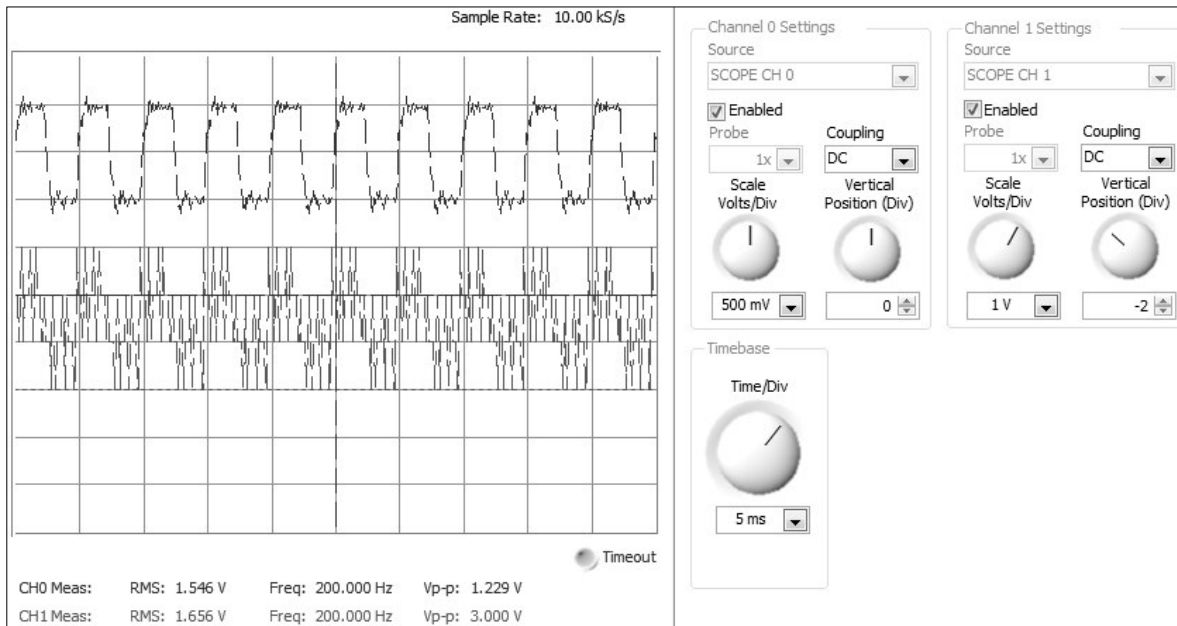 Sample Rate: 10.00 kS/s
Timeout
CH0 Meas: RMS: 1.546 V Freq: 200.000 Hz Vp-p: 1.229 V
CH1 Meas: RMS: 1.656 V Freq: 200.000 Hz Vp-p: 3.000 V
Channel 0 Settings
Source
SCOPE CH 0
Enabled
Probe
1x
Coupling
DC
Scale
Volts/Div
500 mV
Vertical
Position (Div)
0
Channel 1 Settings
Source
SCOPE CH 1
Enabled
Probe
1x
Coupling
DC
Scale
Volts/Div
1 V
Vertical
Position (Div)
-2
Timebase
Time/Div
5 ms